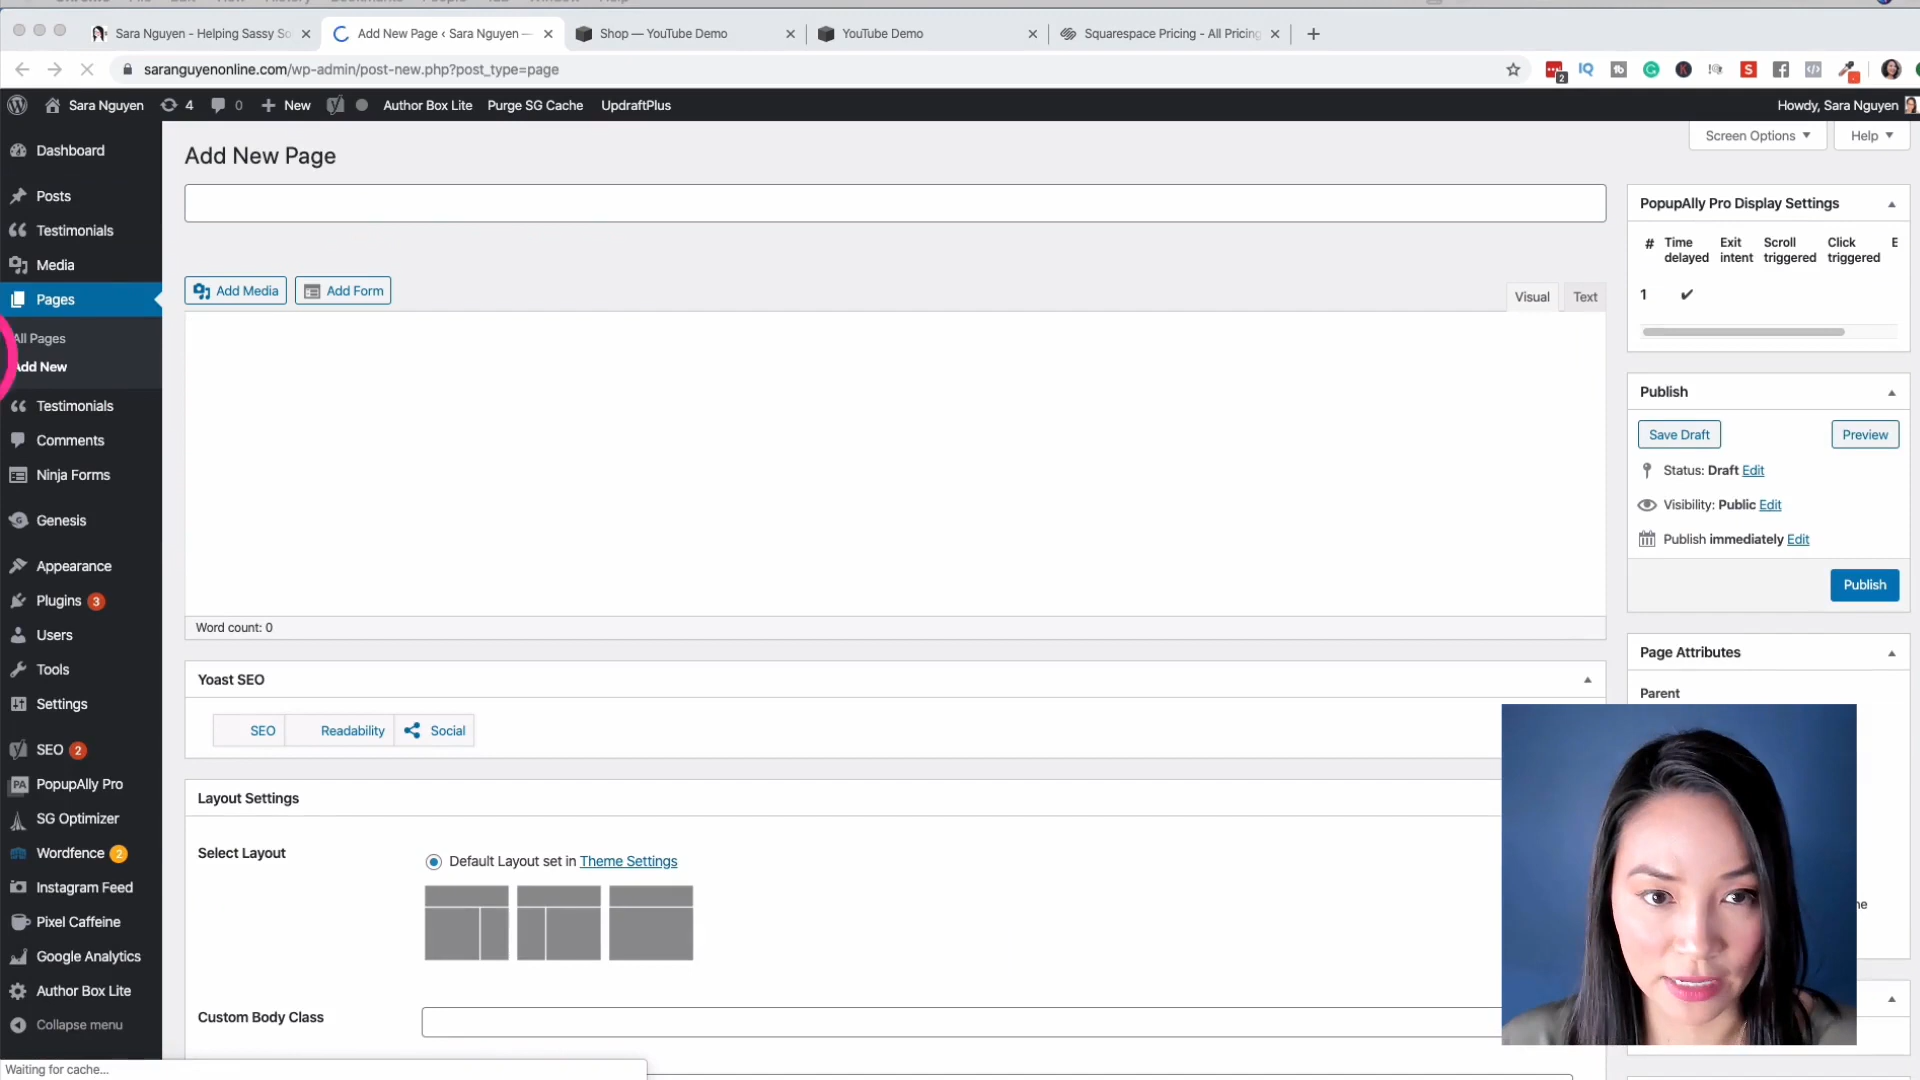 Sara Nguyen - Helping Sassy So
Add New Page ‹ Sara Nguyen —
Shop — YouTube Demo
YouTube Demo
Squarespace Pricing - All Pricing
saranguyenonline.com/wp-admin/post-new.php?post_type=page
2
Sara Nguyen
4
0
New
Author Box Lite
Purge SG Cache
UpdraftPlus
Howdy, Sara Nguyen
Screen Options
Help
Dashboard
Posts
Testimonials
Media
Pages
All Pages
Add New
Testimonials
Comments
Ninja Forms
Genesis
Appearance
Plugins 3
Users
Tools
Settings
SEO 2
PA PopupAlly Pro
SG Optimizer
Wordfence 2
Instagram Feed
Pixel Caffeine
Google Analytics
Author Box Lite
Collapse menu
Waiting for cache...
Add New Page
Add Media
Add Form
Visual
Text
Word count: 0
Yoast SEO
SEO
Readability
Social
Layout Settings
Select Layout
Default Layout set in Theme Settings
Custom Body Class
PopupAlly Pro Display Settings
# Time delayed Exit intent Scroll triggered Click triggered E
1 ✔
Publish
Save Draft
Preview
Status: Draft Edit
Visibility: Public Edit
Publish immediately Edit
Publish
Page Attributes
Parent